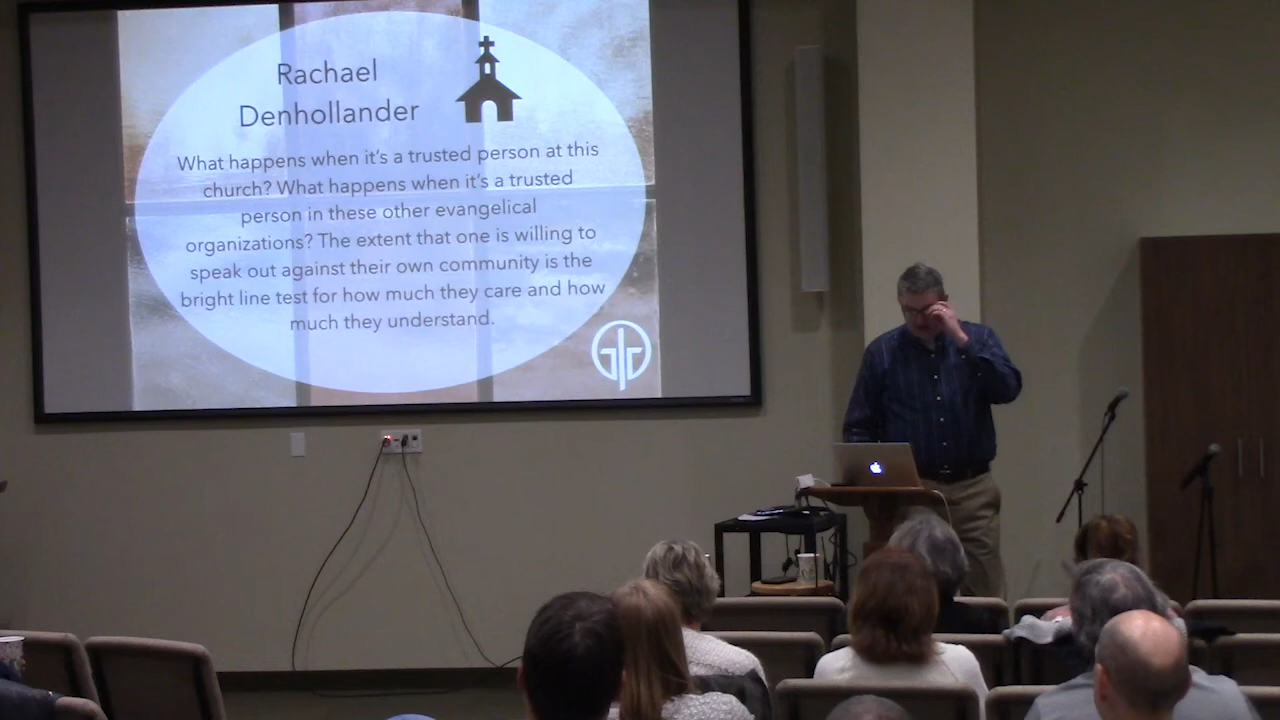 Rachael
Denhollander
What happens when it's a trusted person at this
church? What happens when it's a trusted
person in these other evangelical
organizations? The extent that one is willing to
speak out against their own community is the
bright line test for how much they care and how
much they understand.